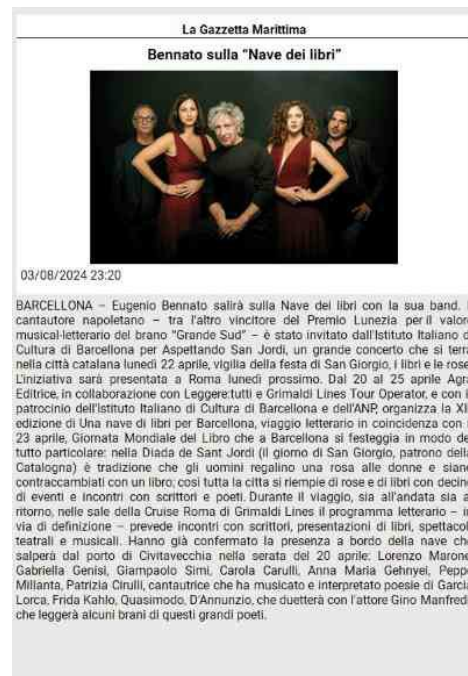 La Gazzetta Marittima
Bennato sulla "Nave dei libri"
03/08/2024 23:20
BARCELLONA – Eugenio Bennato salirà sulla Nave dei libri con la sua band.
cantautore napoletano – tra l'altro vincitore del Premio Lunezia per il valore
musical-letterario del brano "Grande Sud" – è stato invitato dall'Istituto Italiano d
Cultura di Barcellona per Aspettando San Jordi, un grande concerto che si terrà
nella città catalana lunedì 22 aprile, vigilia della festa di San Giorgio, i libri e le rose
L'iniziativa sarà presentata a Roma lunedì prossimo. Dal 20 al 25 aprile Agra
Editrice, in collaborazione con Leggere:tutti e Grimaldi Lines Tour Operator, e con i
patrocinio dell'Istituto Italiano di Cultura di Barcellona e dell'ANP, organizza la XI
edizione di Una nave di libri per Barcellona, viaggio letterario in coincidenza con i
23 aprile, Giornata Mondiale del Libro che a Barcellona si festeggia in modo de
tutto particolare: nella Diada de Sant Jordi (il giorno di San Giorgio, patrono della
Catalogna) è tradizione che gli uomini regalino una rosa alle donne e siano
contraccambiati con un libro; così tutta la citta si riempie di rose e di libri con decine
di eventi e incontri con scrittori e poeti. Durante il viaggio, sia all'andata sia a
ritorno, nelle sale della Cruise Roma di Grimaldi Lines il programma letterario – in
via di definizione – prevede incontri con scrittori, presentazioni di libri, spettacol
teatrali e musicali. Hanno già confermato la presenza a bordo della nave che
salperà dal porto di Civitavecchia nella serata del 20 aprile: Lorenzo Marone
Gabriella Genisi, Giampaolo Simi, Carola Carulli, Anna Maria Gehnyei, Pepp
Millanta, Patrizia Cirulli, cantautrice che ha musicato e interpretato poesie di Garcia
Lorca, Frida Kahlo, Quasimodo, D'Annunzio, che duetterà con l'attore Gino Manfredi
che leggerà alcuni brani di questi grandi poeti.